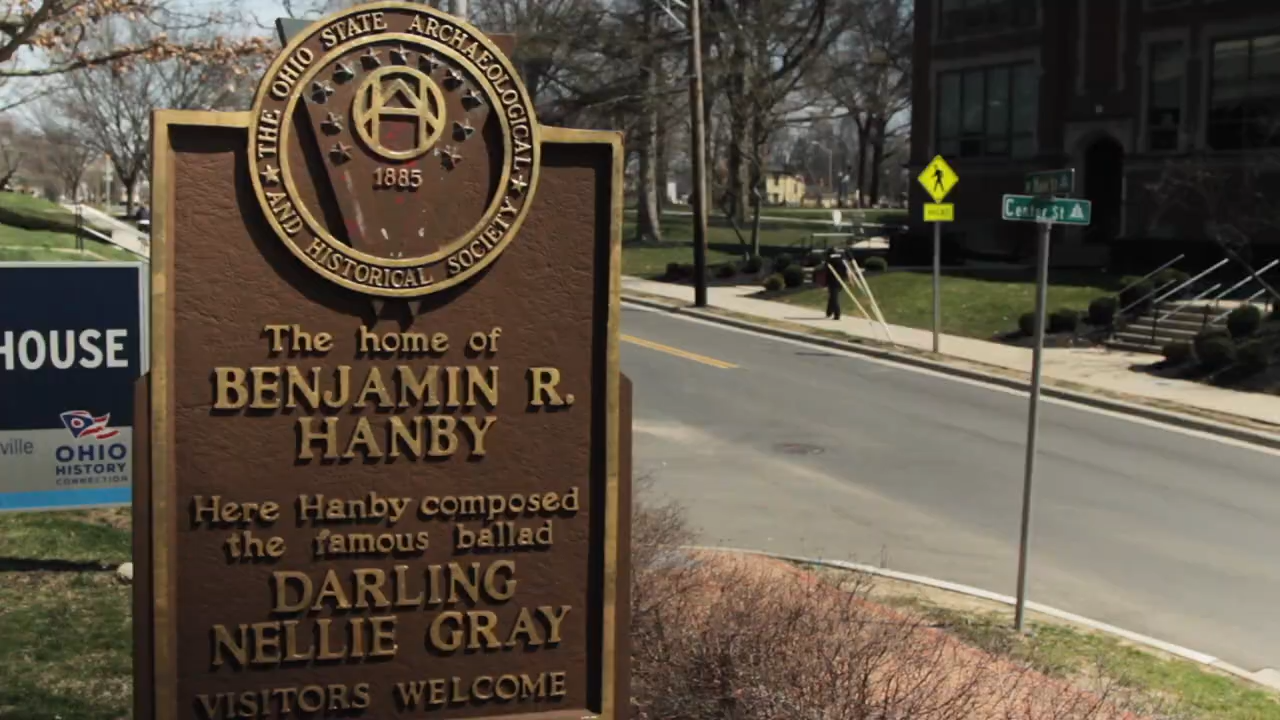 THE OHIO STATE ARCHAEOLOGICAL
AND HISTORICAL SOCIETY
1885
The home of
BENJAMIN R.
HANBY
Here Hanby composed
the famous ballad
DARLING
NELLIE GRAY
VISITORS WELCOME
HOUSE
ville
OHIO
HISTORY
CONNECTION
Center St